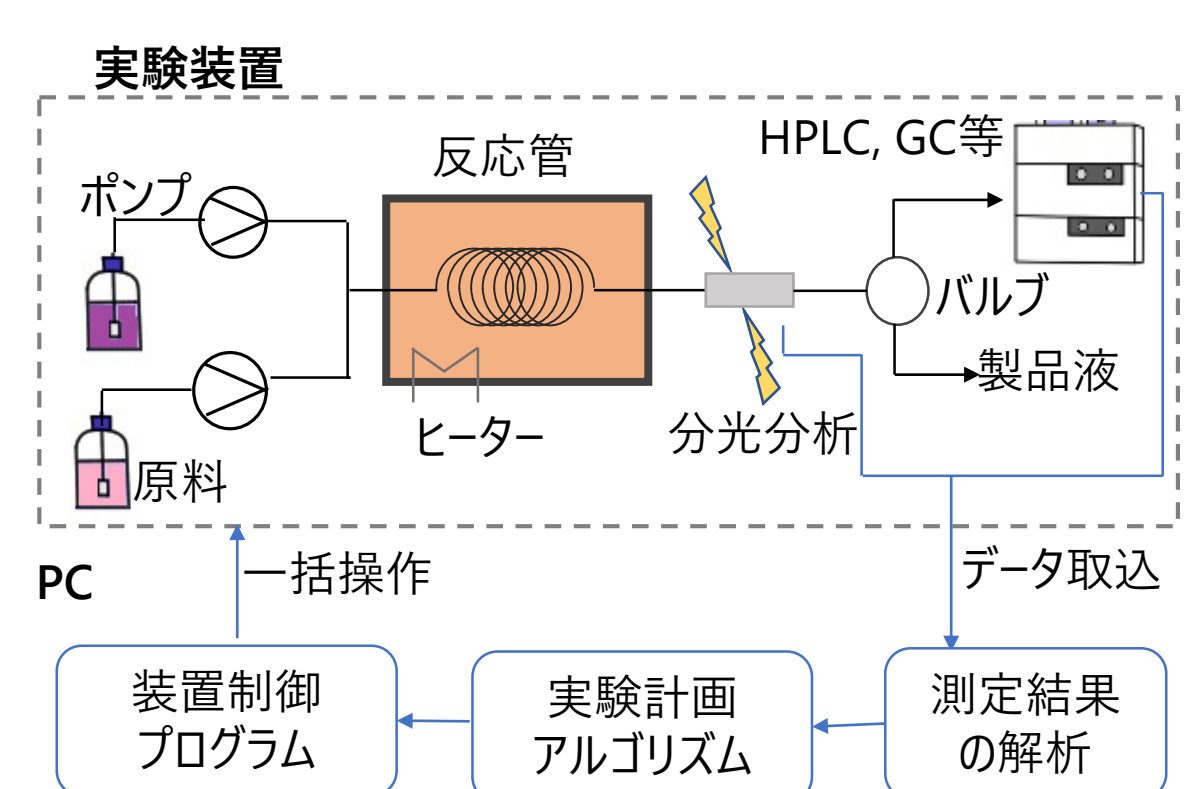 実験装置
HPLC, GC等
反応管
ポンプ
バルブ
製品液
ヒーター
分光分析
原料
PC
一括操作
データ取込
装置制御
プログラム
実験計画
アルゴリズム
測定結果
の解析